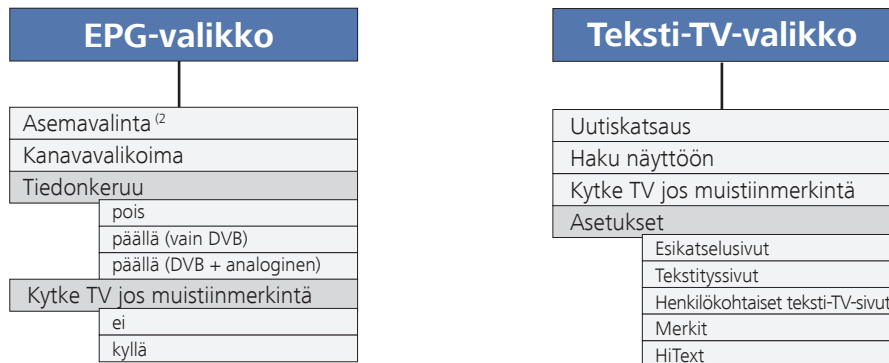 EPG-valikko
Asemavalinta (2
Kanavavalikoima
Tiedonkeruu
pois
päällä (vain DVB)
päällä (DVB + analoginen)
Kytke TV jos muistiinmerkintä
ei
kyllä
Teksti-TV-valikko
Uutiskatsaus
Haku näyttöön
Kytke TV jos muistiinmerkintä
Asetukset
Esikatselusivut
Tekstityssivut
Henkilökohtaiset teksti-TV-sivut
Merkit
HiText